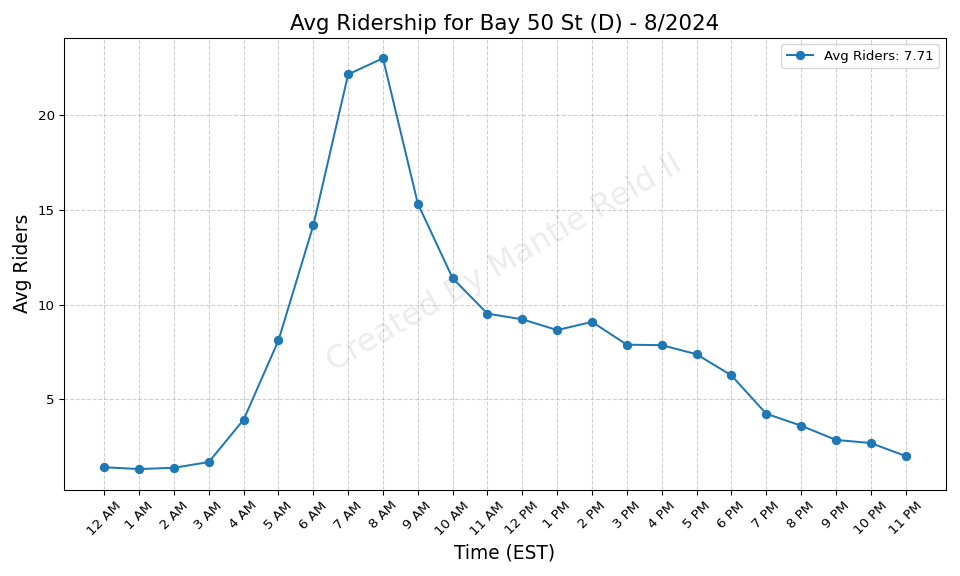 Avg Ridership for Bay 50 St (D) - 8/2024
Avg Riders: 7.71
Avg Riders
20
15
10
5
Created By Mantie Reid II
12 AM
1 AM
2 AM
3 AM
4 AM
5 AM
6 AM
7 AM
8 AM
9 AM
10 AM
11 AM
12 PM
1 PM
2 PM
3 PM
4 PM
5 PM
6 PM
7 PM
8 PM
9 PM
10 PM
11 PM
Time (EST)